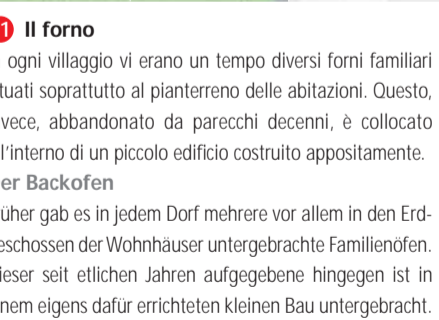 1 Il forno
ogni villaggio vi erano un tempo diversi forni familiari
tuati soprattutto al pianterreno delle abitazioni. Questo,
vece, abbandonato da parecchi decenni, è collocato
l'interno di un piccolo edificio costruito appositamente.
er Backofen
üher gab es in jedem Dorf mehrere vor allem in den Erd-
eschossen der Wohnhäuser untergebrachte Familienöfen.
ieser seit etlichen Jahren aufgegebene hingegen ist in
nem eigens dafür errichteten kleinen Bau untergebracht.